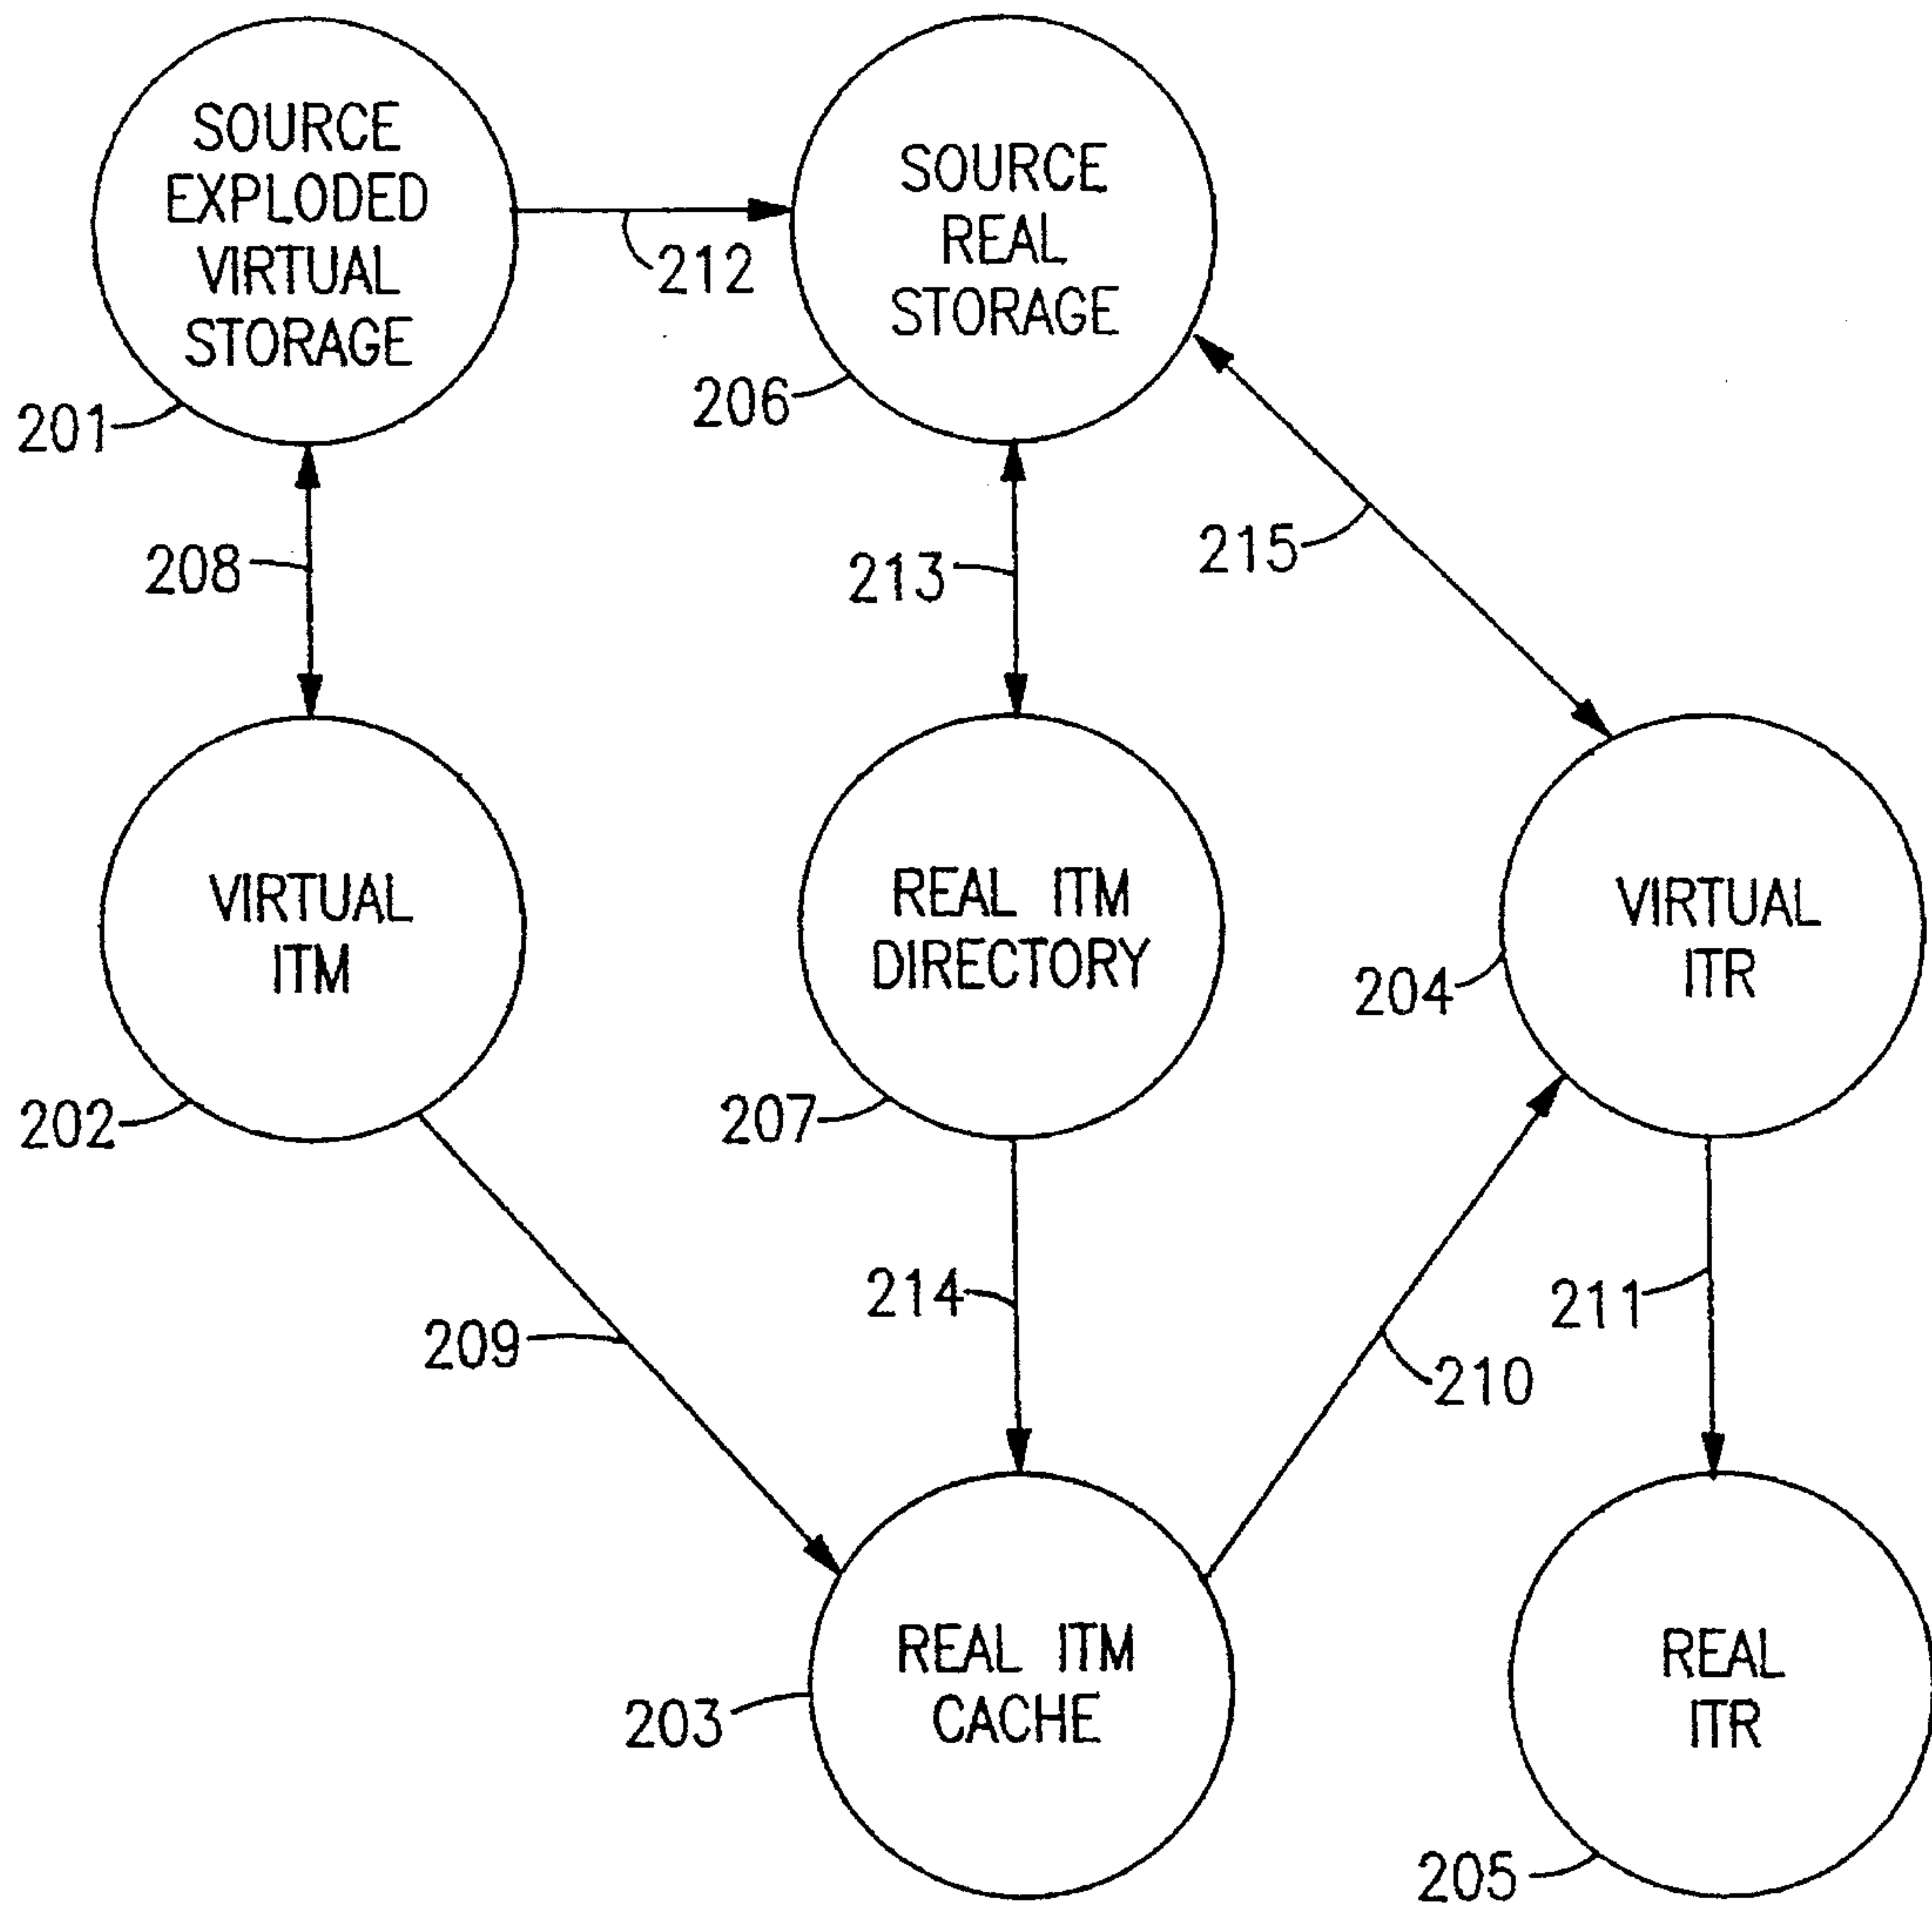 SOURCE
EXPLODED
VIRTUAL
STORAGE
201
212
SOURCE
REAL
STORAGE
206
208
213
215
VIRTUAL
ITM
202
REAL ITM
DIRECTORY
207
VIRTUAL
ITR
204
209
214
210
211
REAL ITM
CACHE
203
REAL
ITR
205